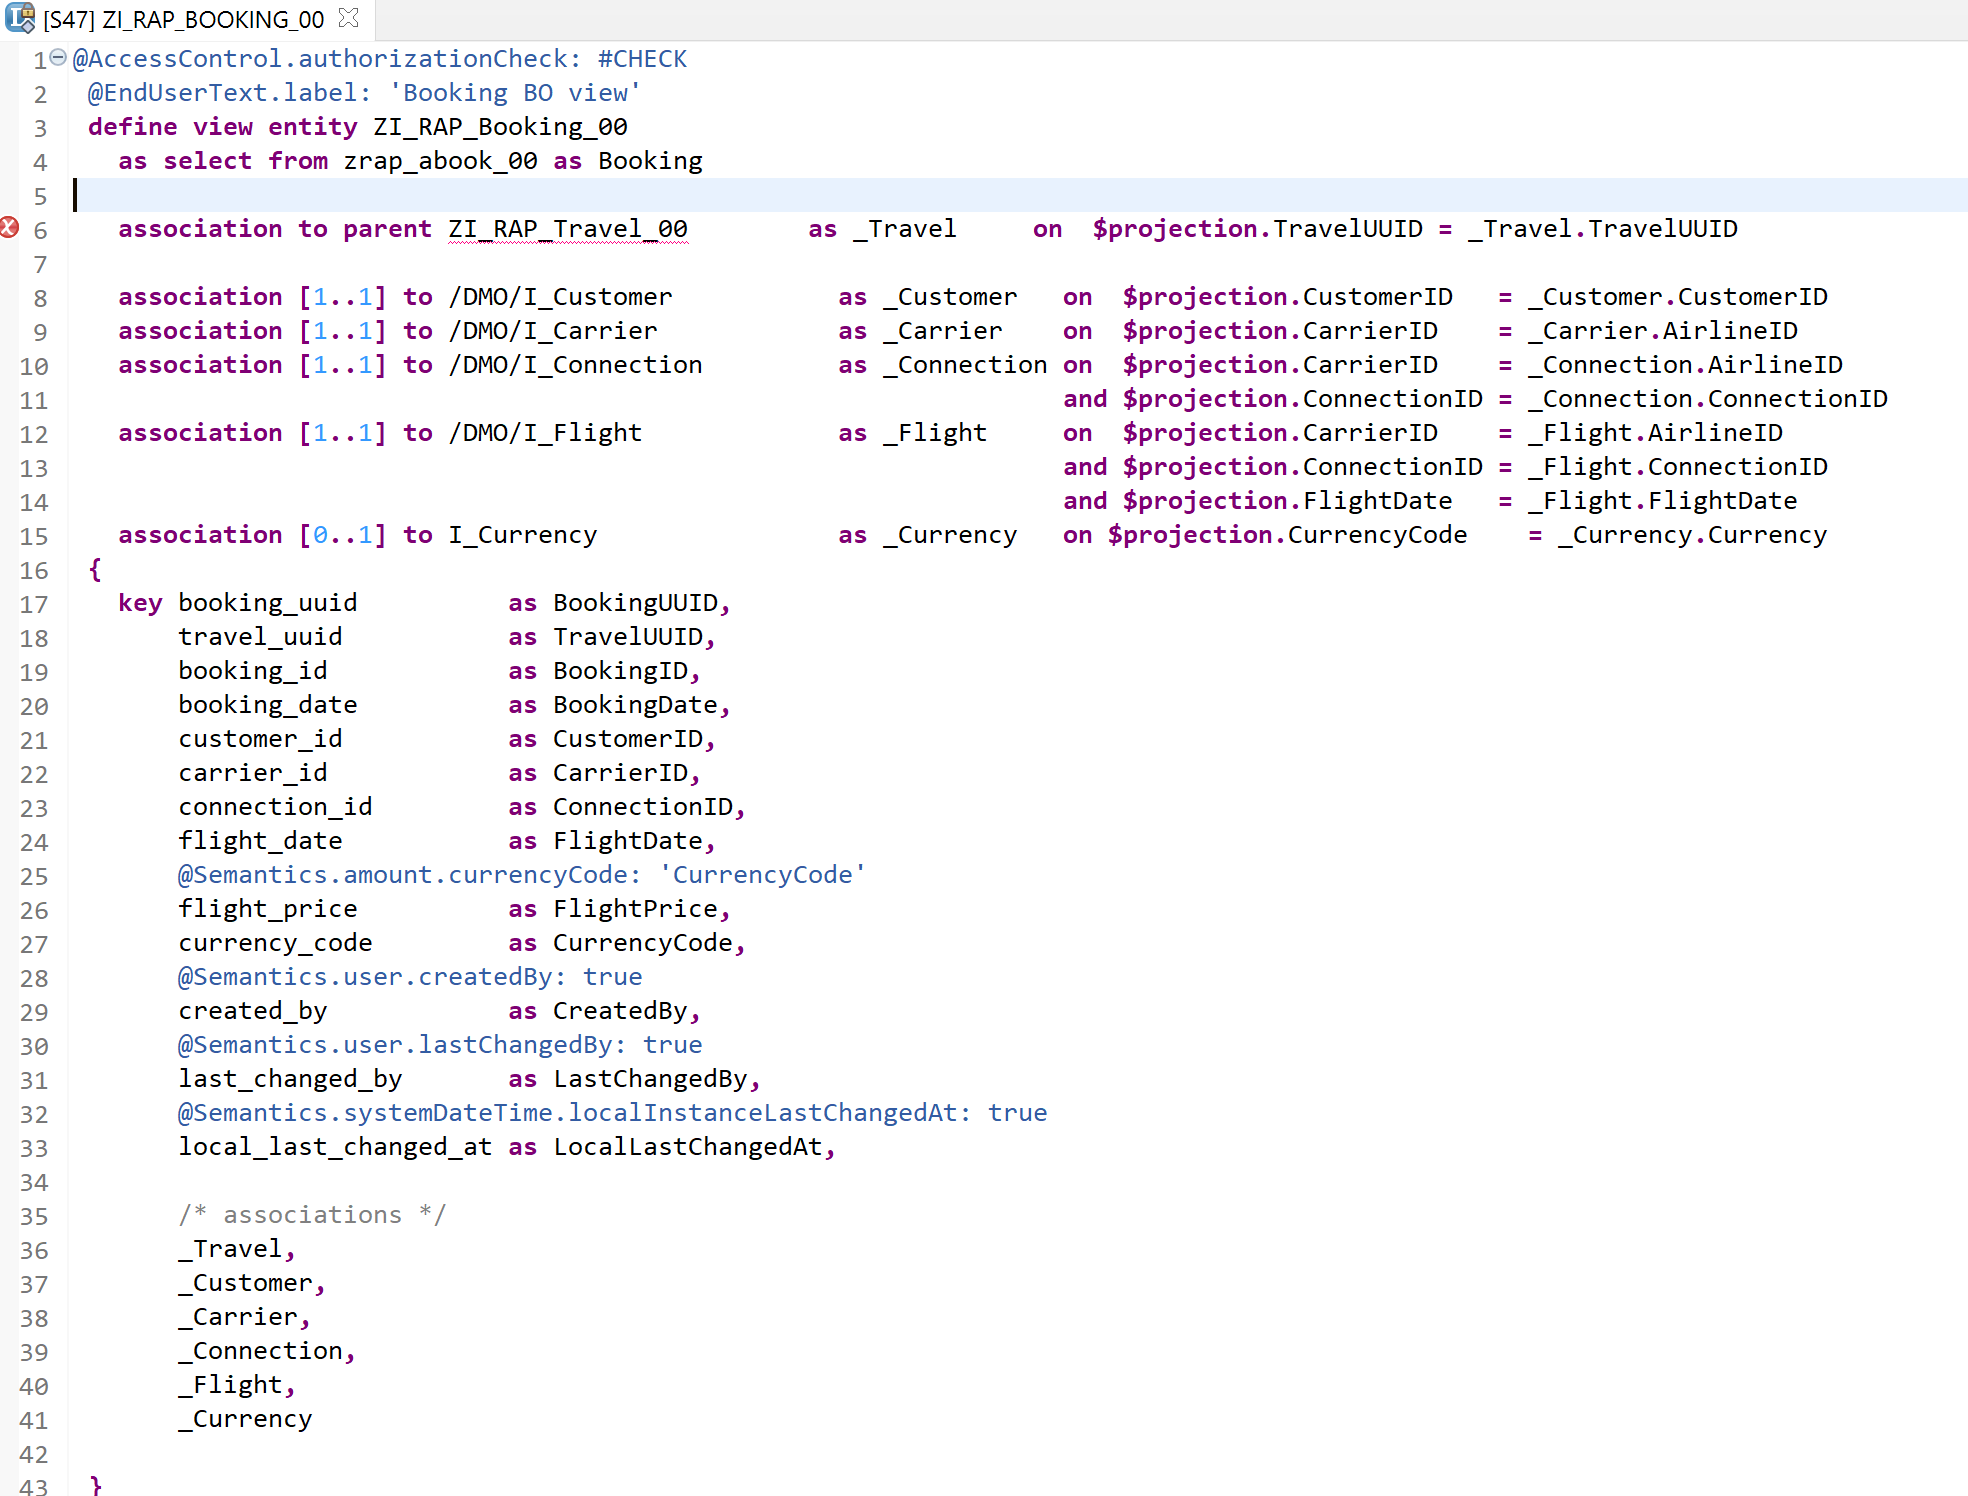 [S47] ZI_RAP_BOOKING_00
1 @AccessControl.authorizationCheck: #CHECK
2 @EndUserText.label: 'Booking BO view'
3 define view entity ZI_RAP_Booking_00
4 as select from zrap_abook_00 as Booking
5
6 association to parent ZI_RAP_Travel_00 as _Travel on $projection.TravelUUID = _Travel.TravelUUID
7
8 association [1..1] to /DMO/I_Customer as _Customer on $projection.CustomerID = _Customer.CustomerID
9 association [1..1] to /DMO/I_Carrier as _Carrier on $projection.CarrierID = _Carrier.AirlineID
10 association [1..1] to /DMO/I_Connection as _Connection on $projection.CarrierID = _Connection.AirlineID
11 and $projection.ConnectionID = _Connection.ConnectionID
12 association [1..1] to /DMO/I_Flight as _Flight on $projection.CarrierID = _Flight.AirlineID
13 and $projection.ConnectionID = _Flight.ConnectionID
14 and $projection.FlightDate = _Flight.FlightDate
15 association [0..1] to I_Currency as _Currency on $projection.CurrencyCode = _Currency.Currency
16 {
17 key booking_uuid as BookingUUID,
18 travel_uuid as TravelUUID,
19 booking_id as BookingID,
20 booking_date as BookingDate,
21 customer_id as CustomerID,
22 carrier_id as CarrierID,
23 connection_id as ConnectionID,
24 flight_date as FlightDate,
25 @Semantics.amount.currencyCode: 'CurrencyCode'
26 flight_price as FlightPrice,
27 currency_code as CurrencyCode,
28 @Semantics.user.createdBy: true
29 created_by as CreatedBy,
30 @Semantics.user.lastChangedBy: true
31 last_changed_by as LastChangedBy,
32 @Semantics.systemDateTime.localInstanceLastChangedAt: true
33 local_last_changed_at as LocalLastChangedAt,
34
35 /* associations */
36 _Travel,
37 _Customer,
38 _Carrier,
39 _Connection,
40 _Flight,
41 _Currency
42
43 }